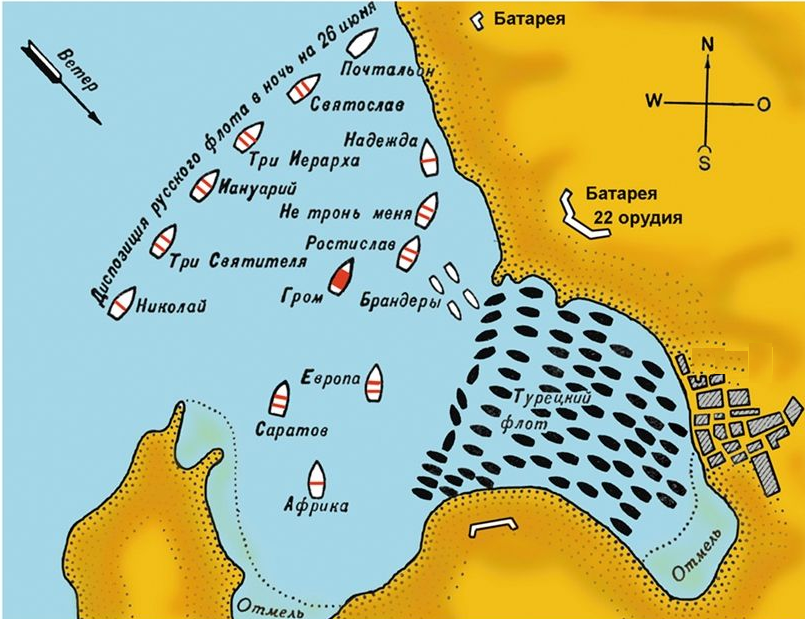 Батарея
Диспозиция русского флота в ночь на 26 июня
Ветер
N
W
O
S
Почтальон
Святослав
Надежда
Три Иерарха
Иануарий
Не тронь меня
Батарея
22 орудия
Ростислав
Три Святителя
Гром
Брандеры
Николай
Европа
Турецкий
флот
Саратов
Африка
Отмель
Отмель